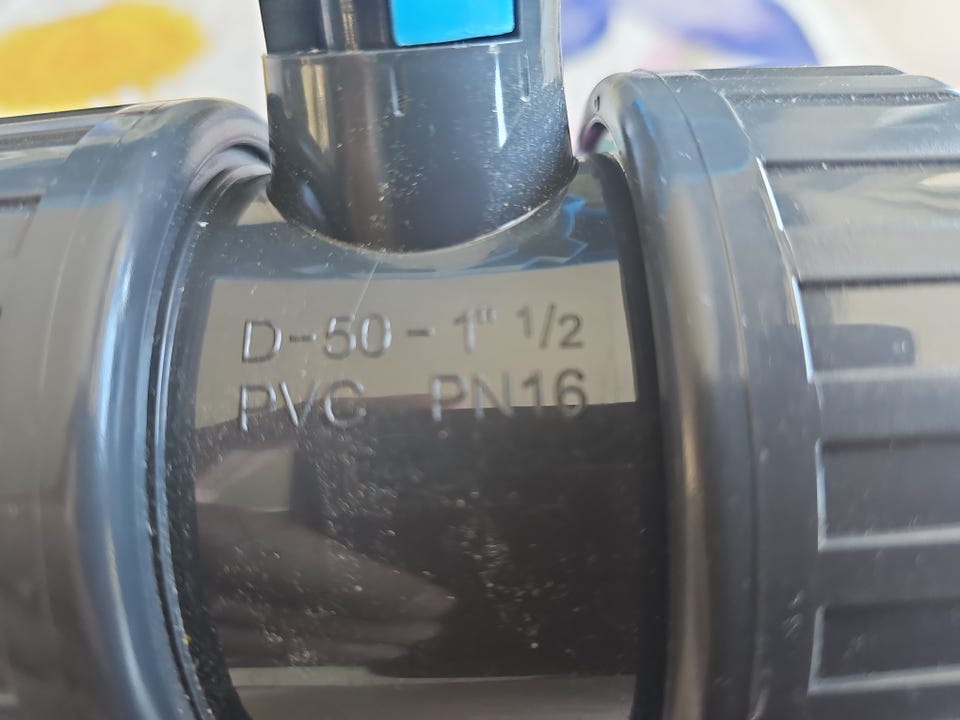 D-50 - 1" 1/2
PVC PN16